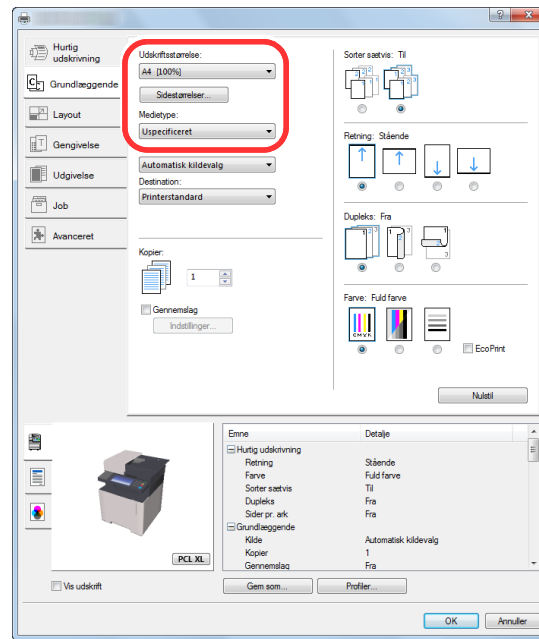 Hurtig
udskrivning
Grundlæggende
Layout
Gengivelse
Udgivelse
Job
Avanceret
Udskriftsstørrelse:
A4 [100%]
Sidestørrelser...
Medietype:
Uspecificeret
Automatisk kildevalg
Destination:
Printerstandard
Kopier:
1
Gennemslag
Indstillinger...
Sorter sætvis: Til
Retning: Stående
Dupleks: Fra
Farve: Fuld farve
CMYK
EcoPrint
Nulstil
PCL XL
Emne Detalje
Hurtig udskrivning
Retning Stående
Farve Fuld farve
Sorter sætvis Til
Dupleks Fra
Sider pr. ark Fra
Grundlæggende
Kilde Automatisk kildevalg
Kopier 1
Gennemslag Fra
Vis udskrift
Gem som...
Profiler...
OK
Annuller